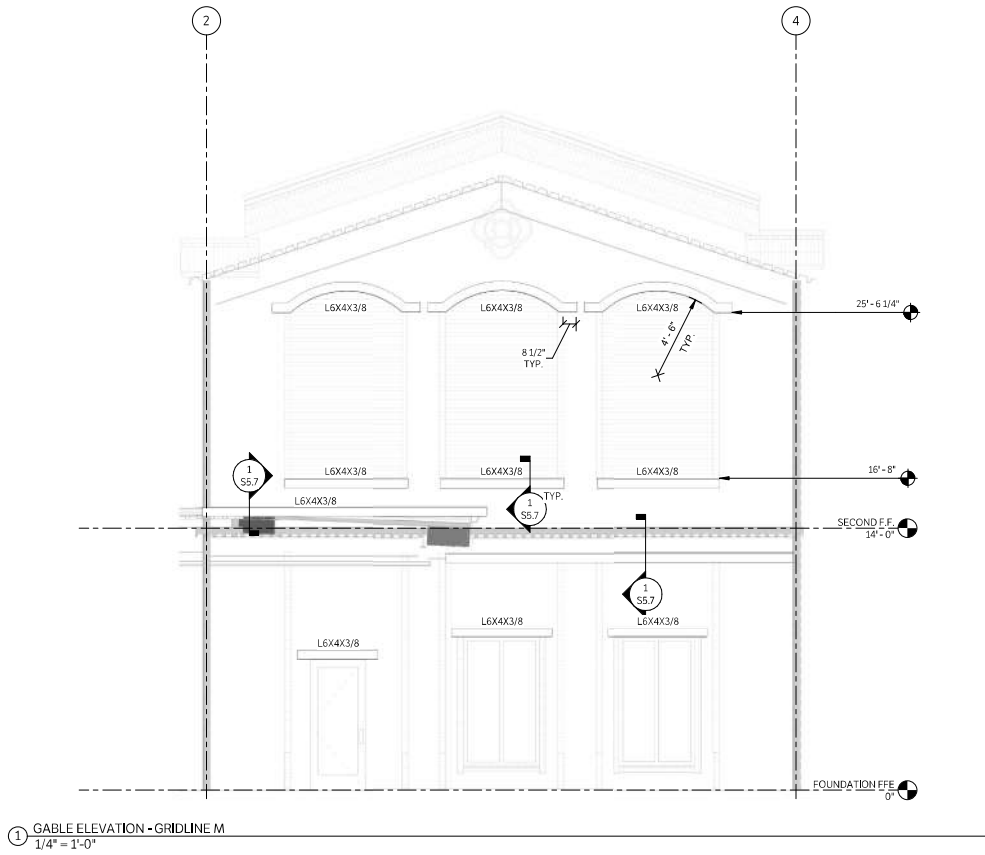 2
4
L6X4X3/8
L6X4X3/8
L6X4X3/8
25' - 6 1/4"
4' - 6"
TYP.
8 1/2"
TYP.
1
S5.7
L6X4X3/8
L6X4X3/8
L6X4X3/8
16' - 8"
L6X4X3/8
TYP.
1
S5.7
SECOND F.F.
14' - 0"
1
S5.7
L6X4X3/8
L6X4X3/8
L6X4X3/8
FOUNDATION FFE
0"
1
GABLE ELEVATION - GRIDLINE M
1/4" = 1'-0"